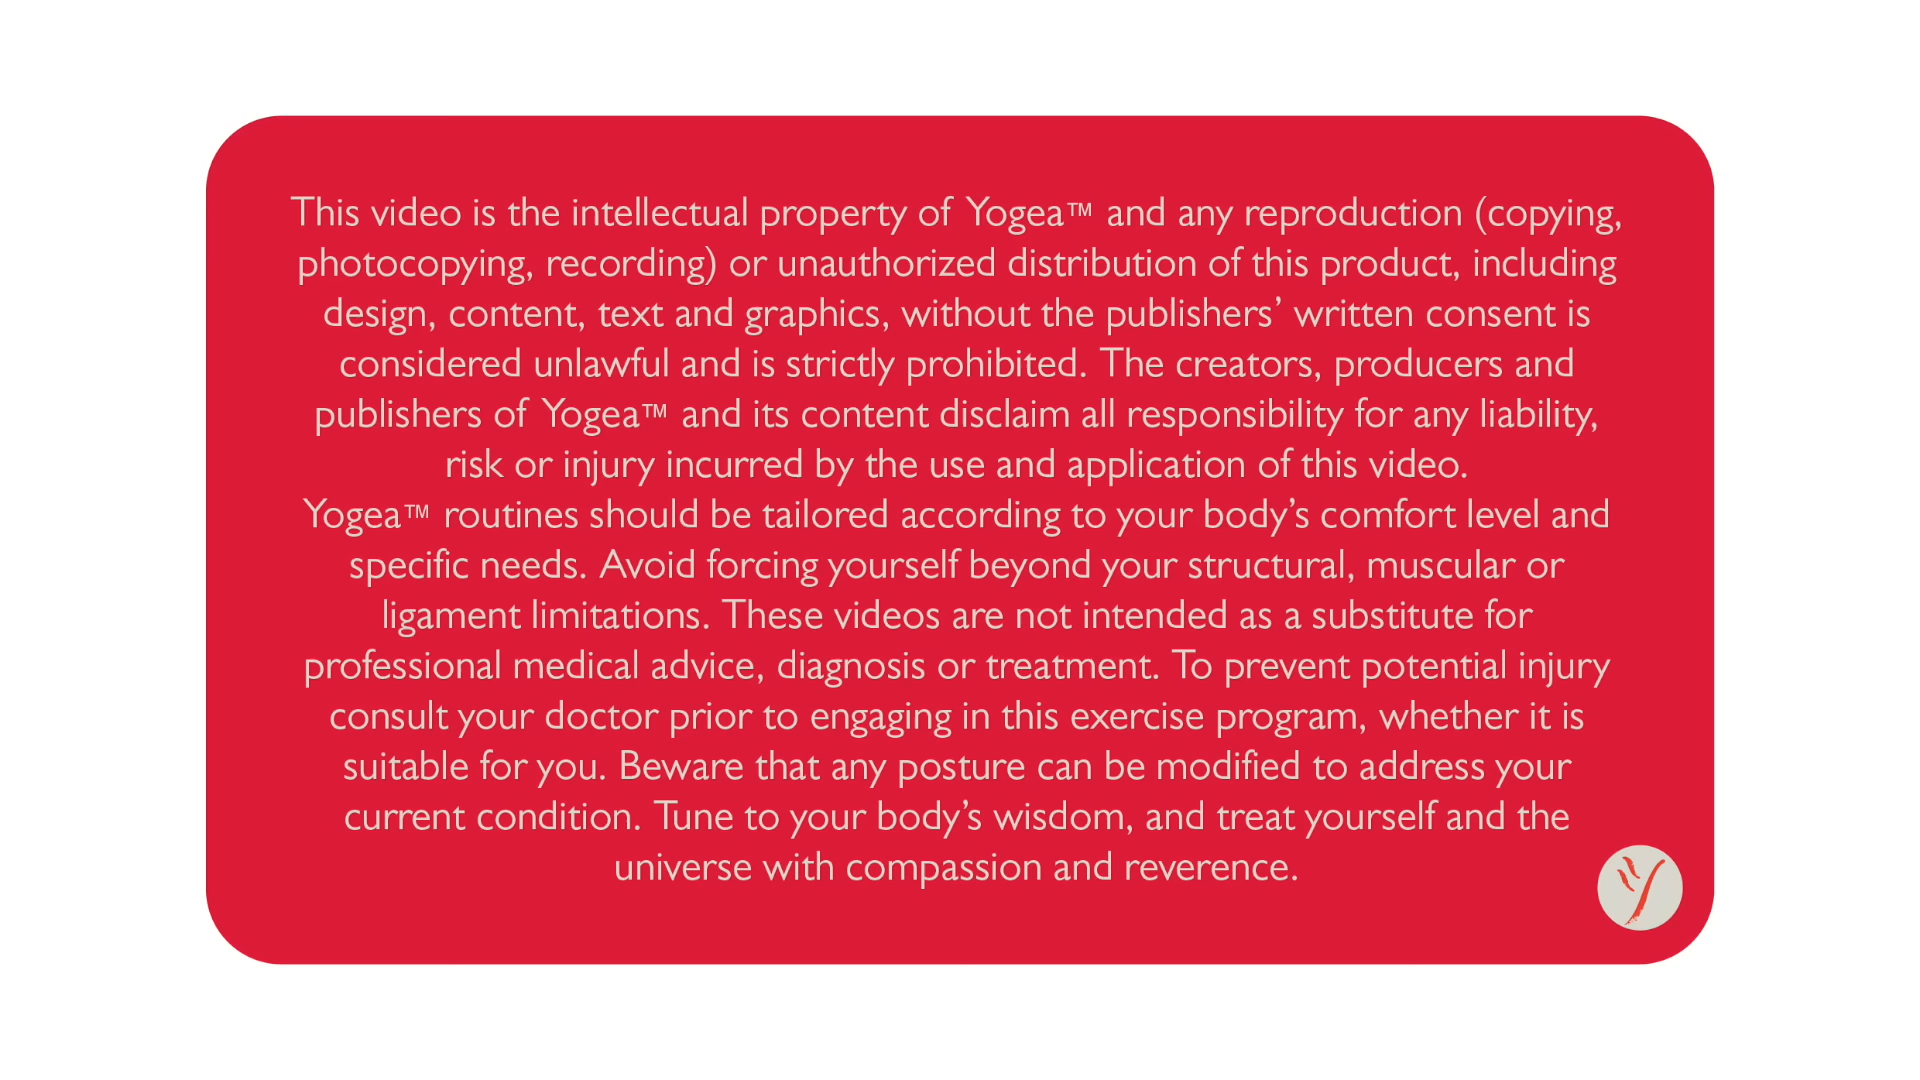 This video is the intellectual property of Yogea™ and any reproduction (copying,
photocopying, recording) or unauthorized distribution of this product, including
design, content, text and graphics, without the publishers’ written consent is
considered unlawful and is strictly prohibited. The creators, producers and
publishers of Yogea™ and its content disclaim all responsibility for any liability,
risk or injury incurred by the use and application of this video.
Yogea™ routines should be tailored according to your body’s comfort level and
specific needs. Avoid forcing yourself beyond your structural, muscular or
ligament limitations. These videos are not intended as a substitute for
professional medical advice, diagnosis or treatment. To prevent potential injury
consult your doctor prior to engaging in this exercise program, whether it is
suitable for you. Beware that any posture can be modified to address your
current condition. Tune to your body’s wisdom, and treat yourself and the
universe with compassion and reverence.